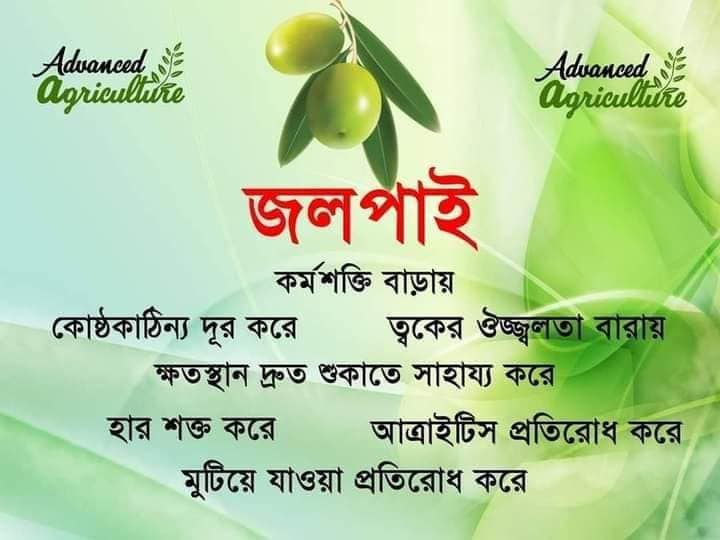 Advanced Agriculture
Advanced Agriculture
জলপাই
কর্মশক্তি বাড়ায়
কোষ্ঠকাঠিন্য দূর করে
ত্বকের ঔজ্জ্বলতা বারায়
ক্ষতস্থান দ্রুত শুকাতে সাহায্য করে
হার শক্ত করে
আত্রাইটিস প্রতিরোধ করে
মুটিয়ে যাওয়া প্রতিরোধ করে